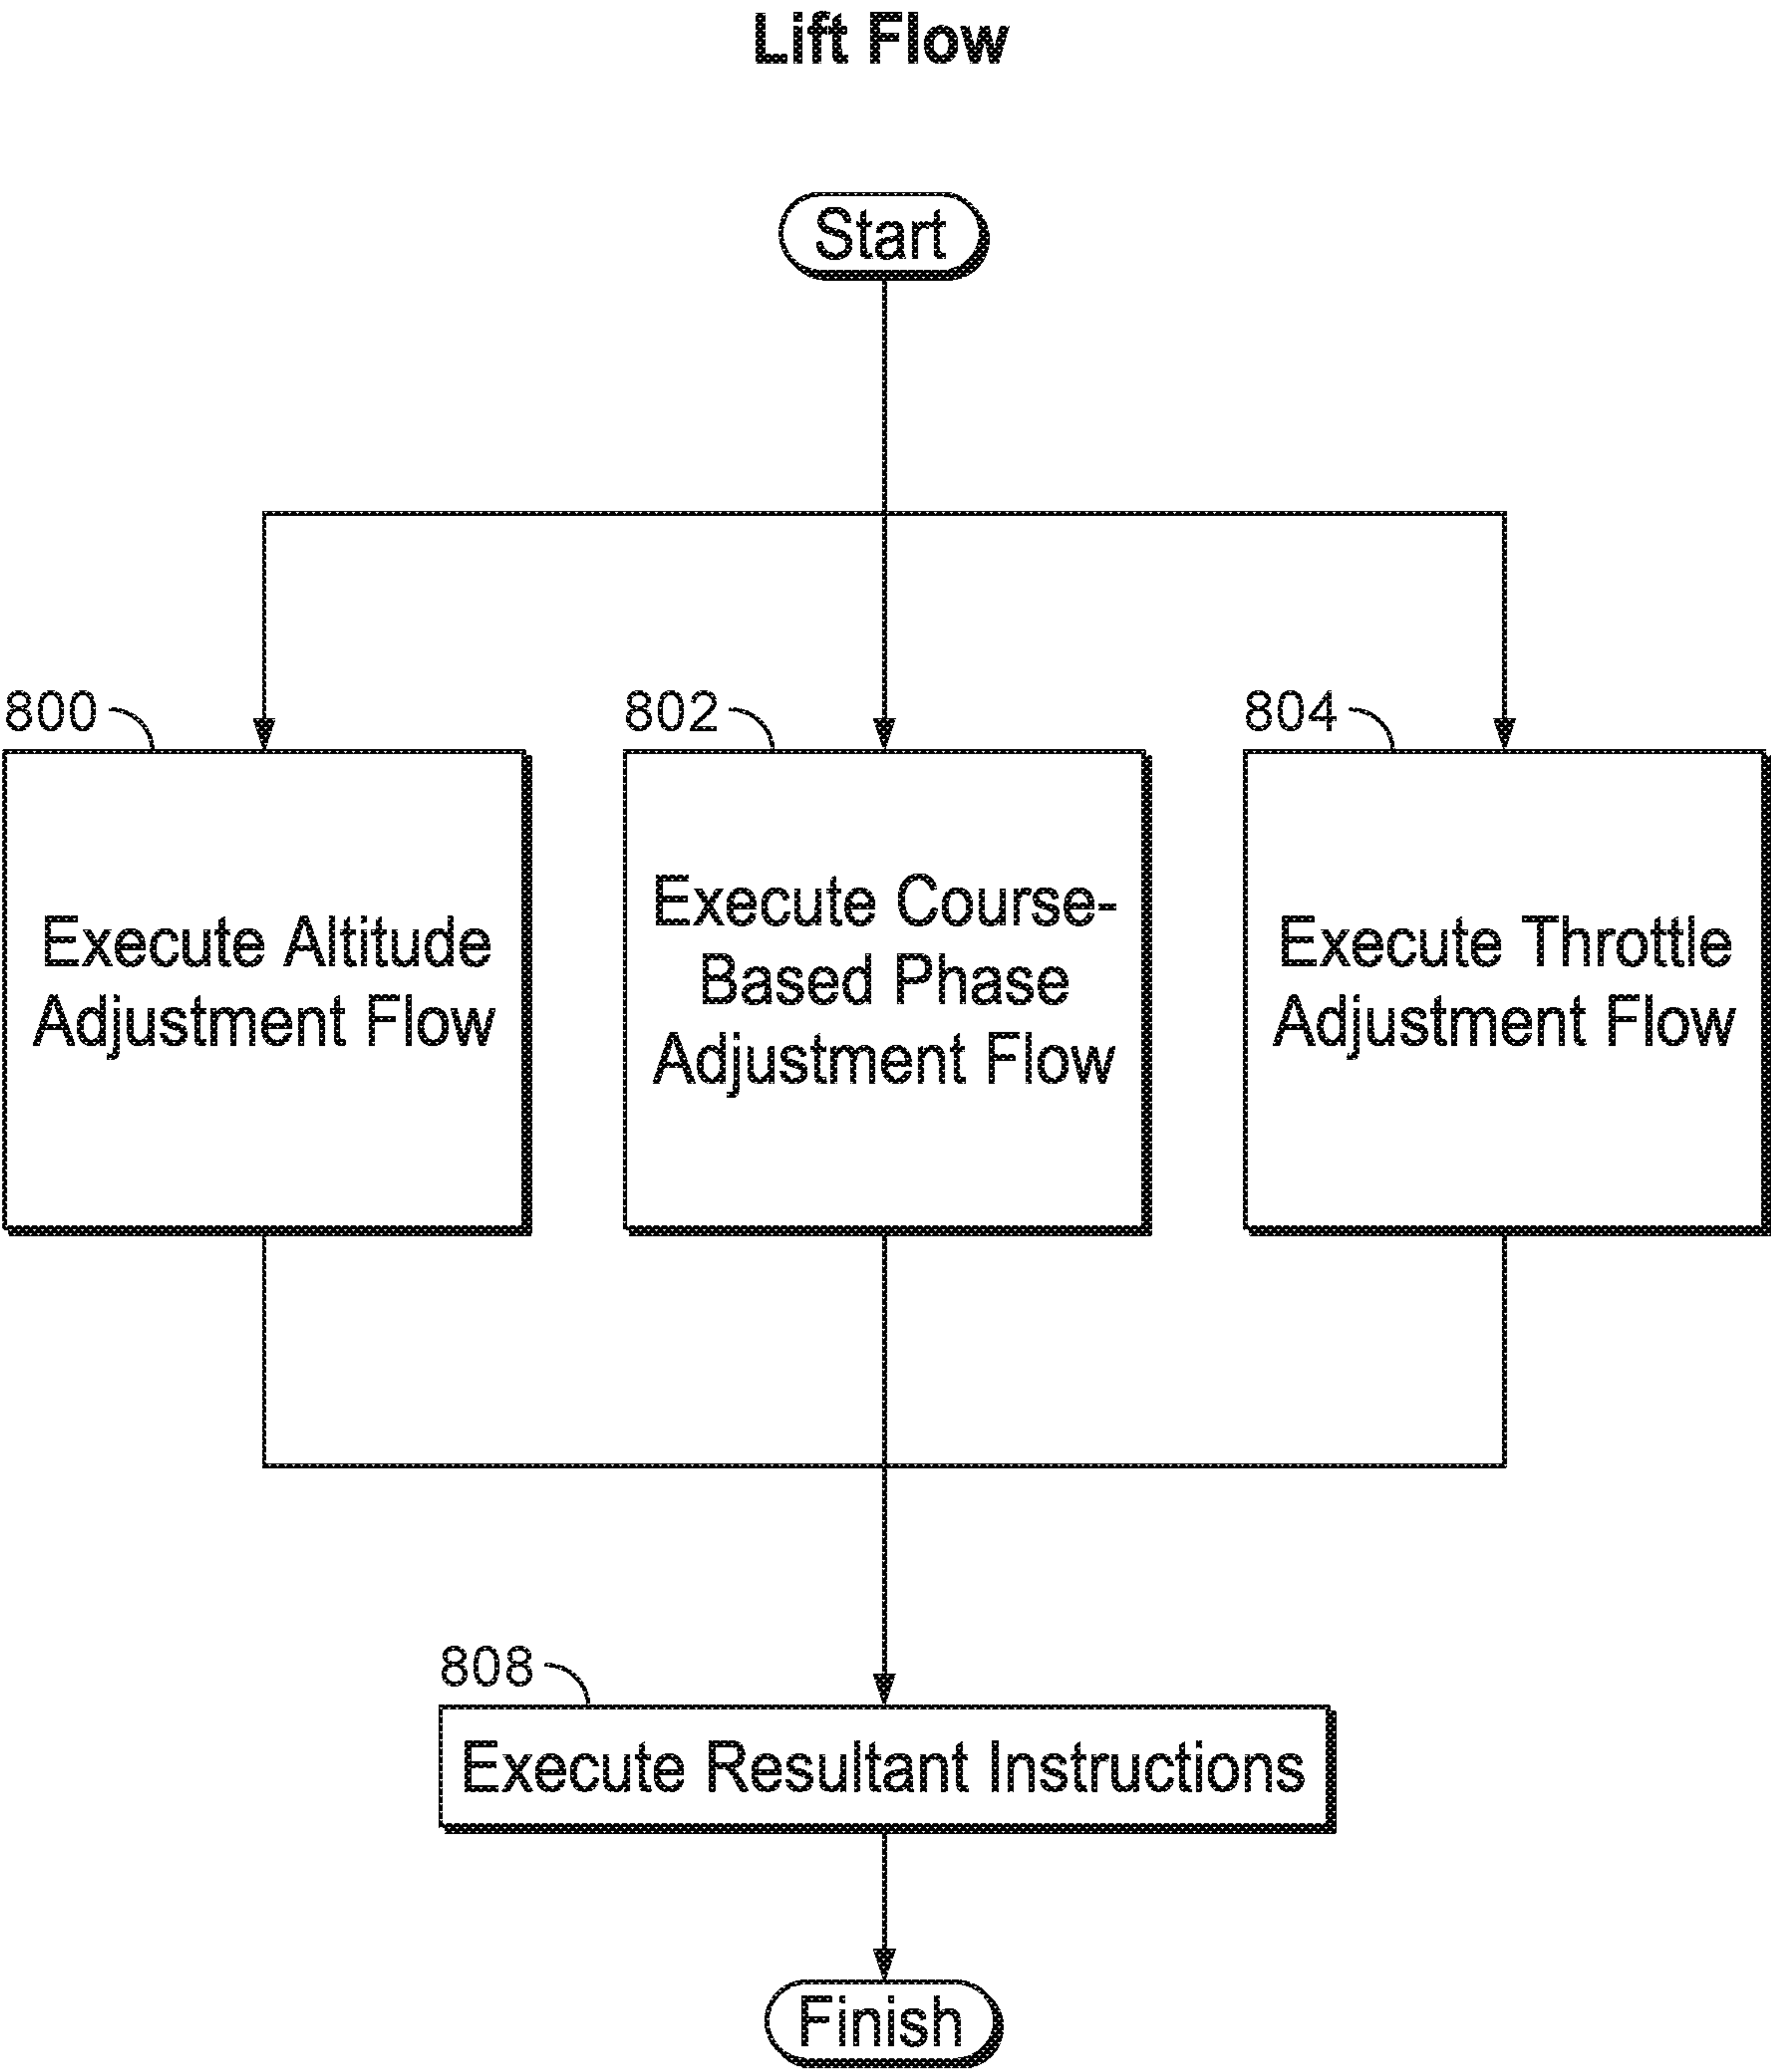 Lift Flow
Start
800
Execute Altitude
Adjustment Flow
802
Execute Course-
Based Phase
Adjustment Flow
804
Execute Throttle
Adjustment Flow
808
Execute Resultant Instructions
Finish